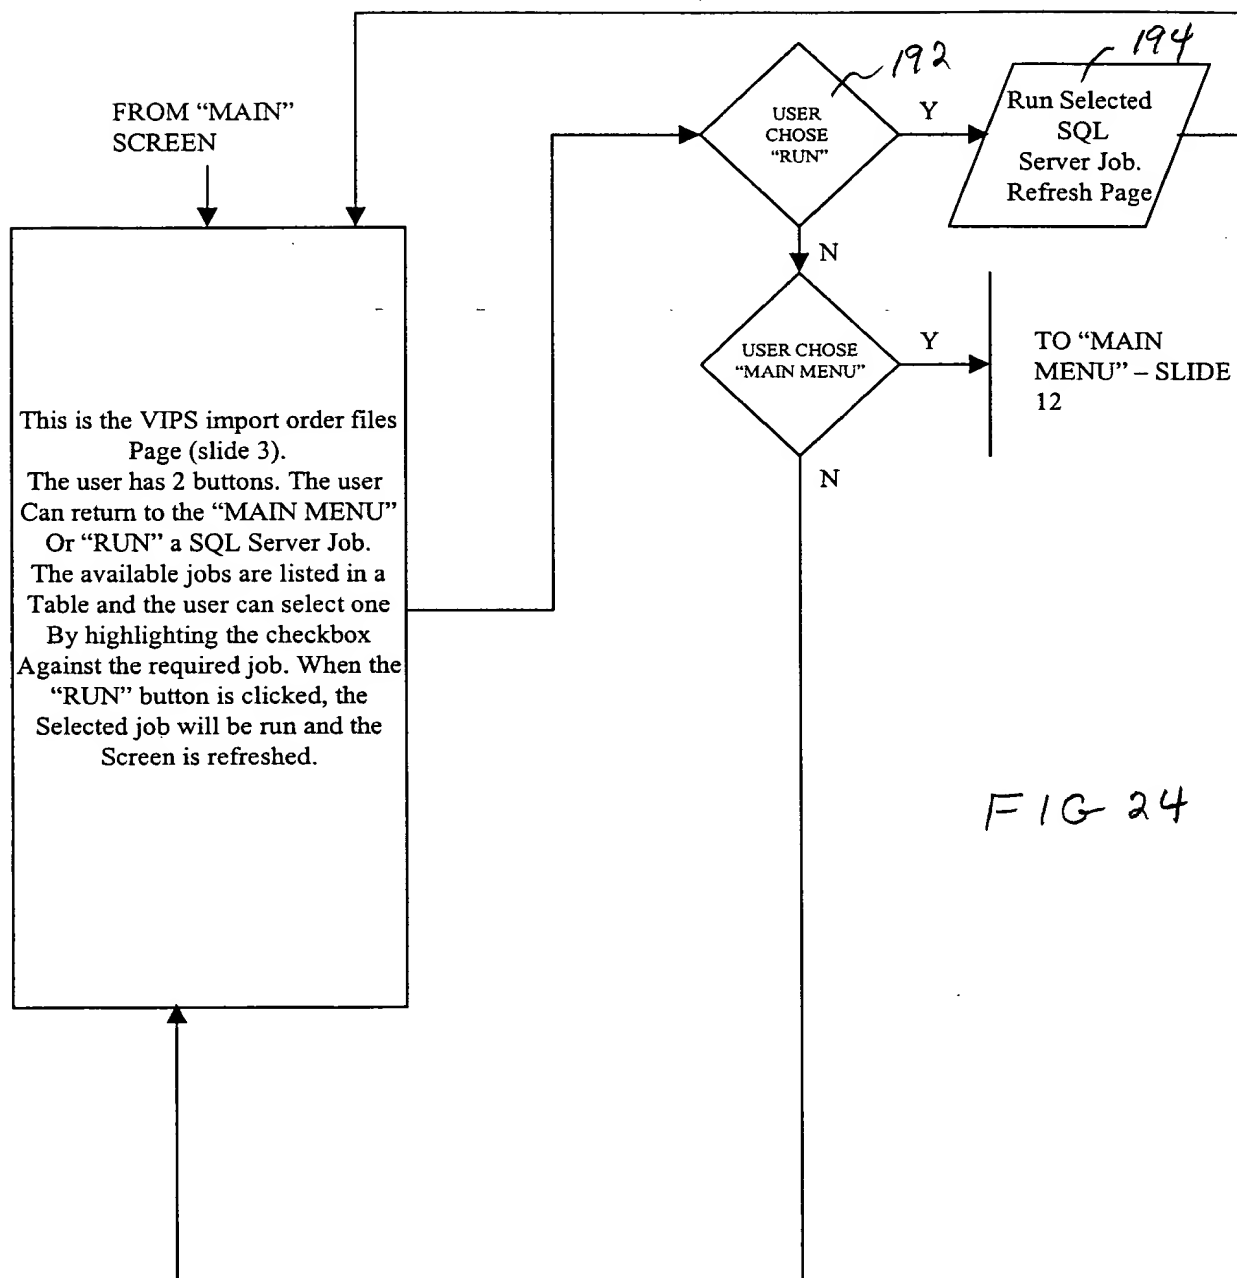 192
194
FROM “MAIN”
SCREEN
USER
CHOSE
“RUN”
Y
Run Selected
SQL
Server Job.
Refresh Page
N
USER CHOSE
“MAIN MENU”
Y
TO “MAIN
MENU” – SLIDE
12
N
This is the VIPS import order files
Page (slide 3).
The user has 2 buttons. The user
Can return to the “MAIN MENU”
Or “RUN” a SQL Server Job.
The available jobs are listed in a
Table and the user can select one
By highlighting the checkbox
Against the required job. When the
“RUN” button is clicked, the
Selected job will be run and the
Screen is refreshed.
FIG 24